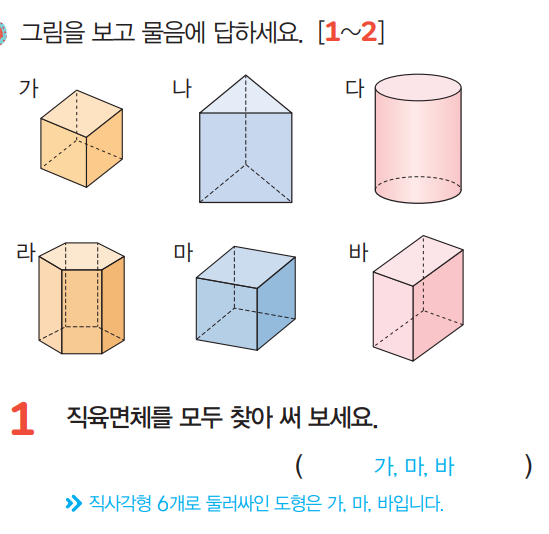 그림을 보고 물음에 답하세요. [1~2]
가 나 다
라 마 바
1 직육면체를 모두 찾아 써 보세요.
( 가, 마, 바 )
직사각형 6개로 둘러싸인 도형은 가, 마, 바입니다.